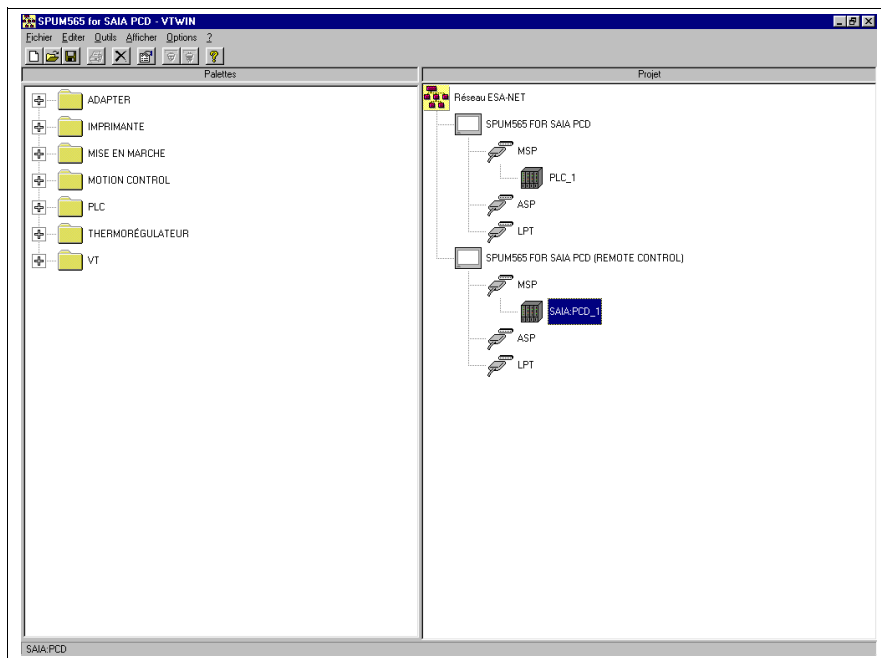 SPUM565 for SAIA PCD - VTWIN
Fichier Editer Outils Afficher Options ?
Palettes
Projet
ADAPTER
IMPRIMANTE
MISE EN MARCHE
MOTION CONTROL
PLC
THERMORÉGULATEUR
VT
Réseau ESA-NET
SPUM565 FOR SAIA PCD
MSP
PLC_1
ASP
LPT
SPUM565 FOR SAIA PCD (REMOTE CONTROL)
MSP
SAIA:PCD_1
ASP
LPT
SAIA:PCD